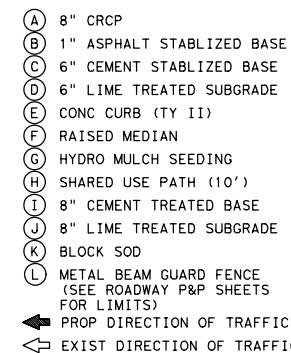 A 8" CRCP
B 1" ASPHALT STABLIZED BASE
C 6" CEMENT STABLIZED BASE
D 6" LIME TREATED SUBGRADE
E CONC CURB (TY II)
F RAISED MEDIAN
G HYDRO MULCH SEEDING
H SHARED USE PATH (10')
I 8" CEMENT TREATED BASE
J 8" LIME TREATED SUBGRADE
K BLOCK SOD
L METAL BEAM GUARD FENCE
(SEE ROADWAY P&P SHEETS
FOR LIMITS)
PROP DIRECTION OF TRAFFIC
EXIST DIRECTION OF TRAFFI